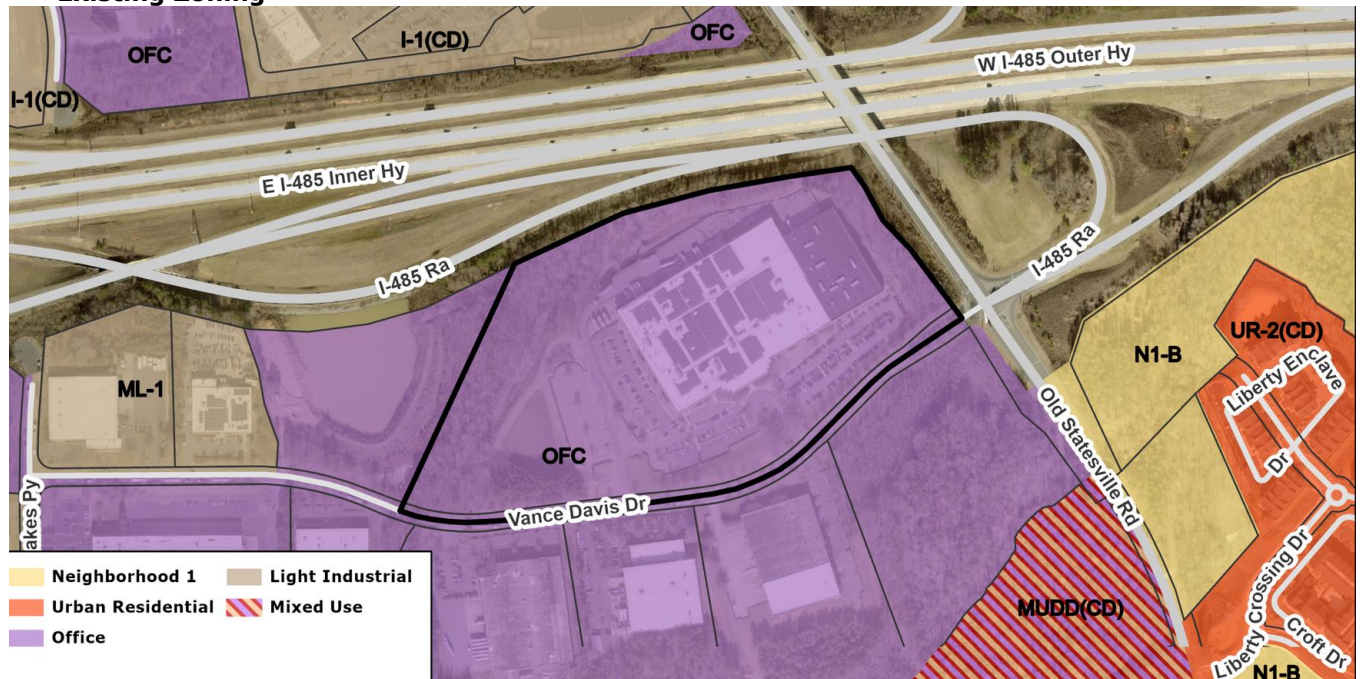 Existing Zoning
OFC
I-1(CD)
OFC
I-1(CD)
W I-485 Outer Hy
E I-485 Inner Hy
I-485 Ra
I-485 Ra
ML-1
OFC
N1-B
UR-2(CD)
Liberty Enclave
Dr
Old Statesville Rd
Vance Davis Dr
akes Py
MUDD(CD)
Liberty Crossing Dr
Croft Dr
N1-B
Neighborhood 1
Light Industrial
Urban Residential
Mixed Use
Office